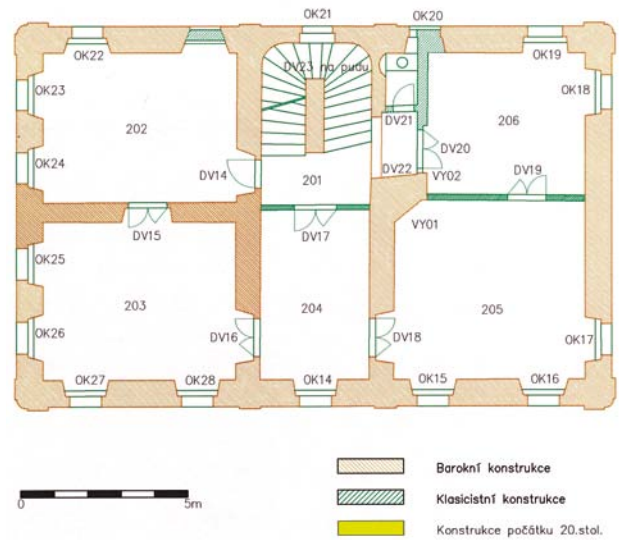 OK21
OK20
OK22
OK19
DV23 na pudu
OK23
OK18
DV21
202
206
DV20
OK24
DV14
DV22
DV19
201
VY02
DV15
DV17
VY01
OK25
203
204
205
OK26
DV16
DV18
OK17
OK27
OK28
OK14
OK15
OK16
Barokní konstrukce
Klasicistní konstrukce
0
5m
Konstrukce počátku 20.stol.